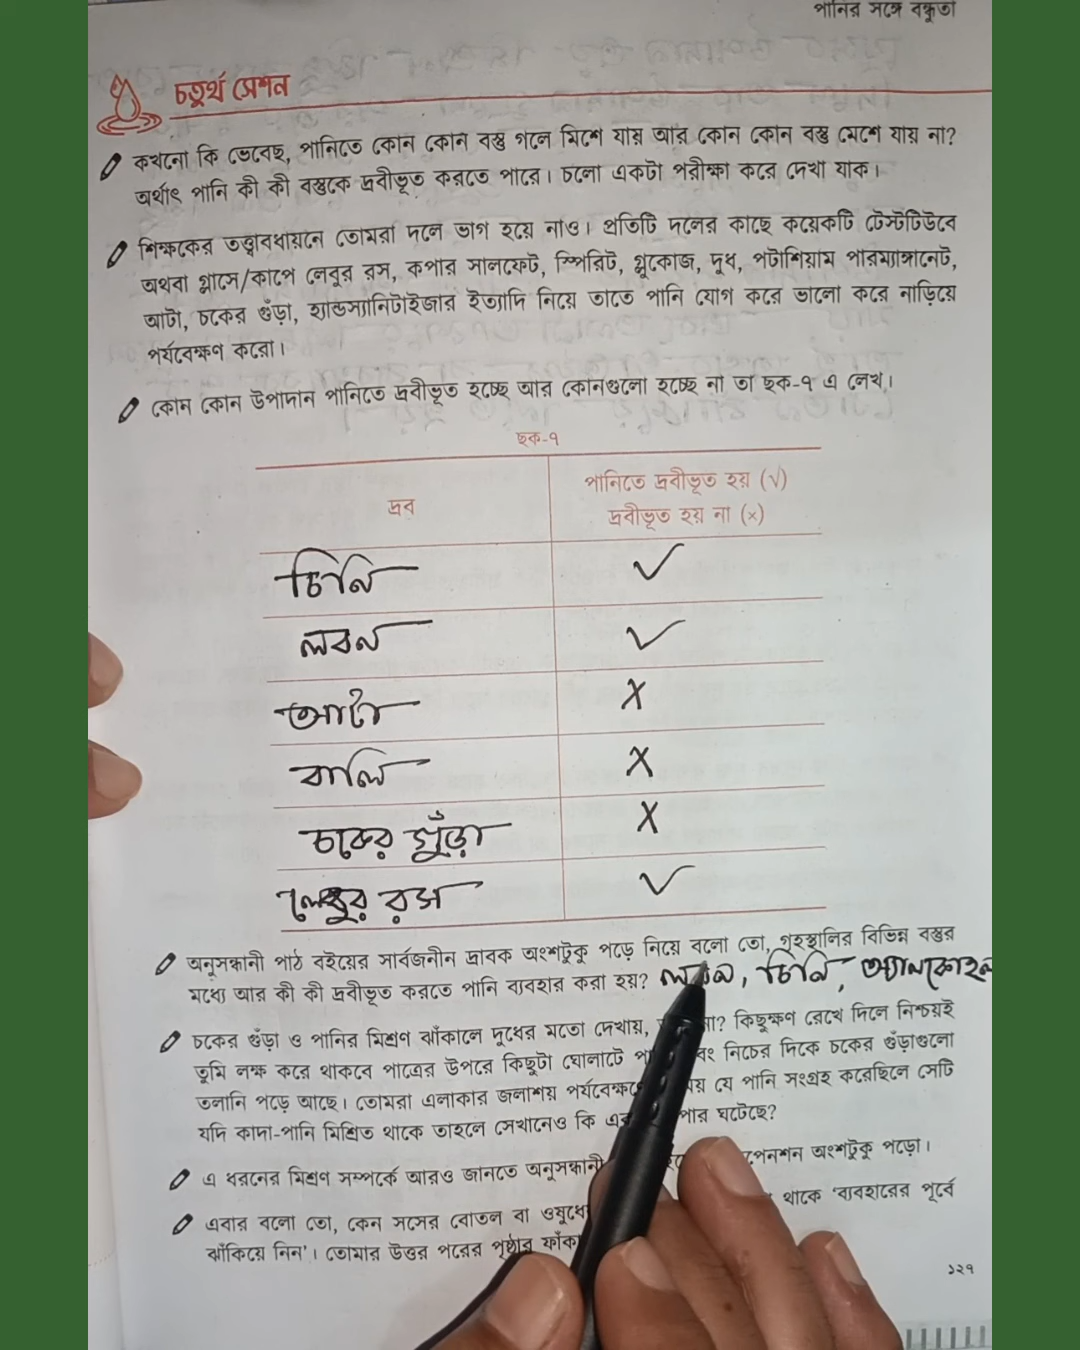 পানির সঙ্গে বন্ধুতা
চতুর্থ সেশন
কখনো কি ভেবেছ, পানিতে কোন কোন বস্তু গলে মিশে যায় আর কোন কোন বস্তু মেশে যায় না?
অর্থাৎ পানি কী কী বস্তুকে দ্রবীভূত করতে পারে। চলো একটা পরীক্ষা করে দেখা যাক।
শিক্ষকের তত্ত্বাবধায়নে তোমরা দলে ভাগ হয়ে নাও। প্রতিটি দলের কাছে কয়েকটি টেস্টটিউবে
অথবা গ্লাসে/কাপে লেবুর রস, কপার সালফেট, স্পিরিট, গ্লুকোজ, দুধ, পটাশিয়াম পারম্যাঙ্গানেট,
আটা, চকের গুঁড়া, হ্যান্ডস্যানিটাইজার ইত্যাদি নিয়ে তাতে পানি যোগ করে ভালো করে নাড়িয়ে
পর্যবেক্ষণ করো।
কোন কোন উপাদান পানিতে দ্রবীভূত হচ্ছে আর কোনগুলো হচ্ছে না তা ছক-৭ এ লেখ।
ছক-৭
দ্রব
পানিতে দ্রবীভূত হয় (√)
দ্রবীভূত হয় না (×)
চিনি ✓
লবন ✓
আটা X
বালি X
চকের গুঁড়া X
লেবুর রস ✓
অনুসন্ধানী পাঠ বইয়ের সার্বজনীন দ্রাবক অংশটুকু পড়ে নিয়ে বলো তো, গৃহস্থালির বিভিন্ন বস্তুর
মধ্যে আর কী কী দ্রবীভূত করতে পানি ব্যবহার করা হয়? লবন, চিনি, অ্যালকোহল
চকের গুঁড়া ও পানির মিশ্রণ ঝাঁকালে দুধের মতো দেখায়, না? কিছুক্ষণ রেখে দিলে নিশ্চয়ই
তুমি লক্ষ করে থাকবে পাত্রের উপরে কিছুটা ঘোলাটে নিচের দিকে চকের গুঁড়াগুলো
তলানি পড়ে আছে। তোমরা এলাকার জলাশয় যে পানি সংগ্রহ করেছিলে সেটি
যদি কাদা-পানি মিশ্রিত থাকে তাহলে সেখানেও কি ঘটেছে?
এ ধরনের মিশ্রণ সম্পর্কে আরও জানতে অনুসন্ধানী অংশটুকু পড়ো।
এবার বলো তো, কেন সসের বোতল বা থাকে 'ব্যবহারের পূর্বে
ঝাঁকিয়ে নিন'। তোমার উত্তর পরের পৃষ্ঠার
১২৭